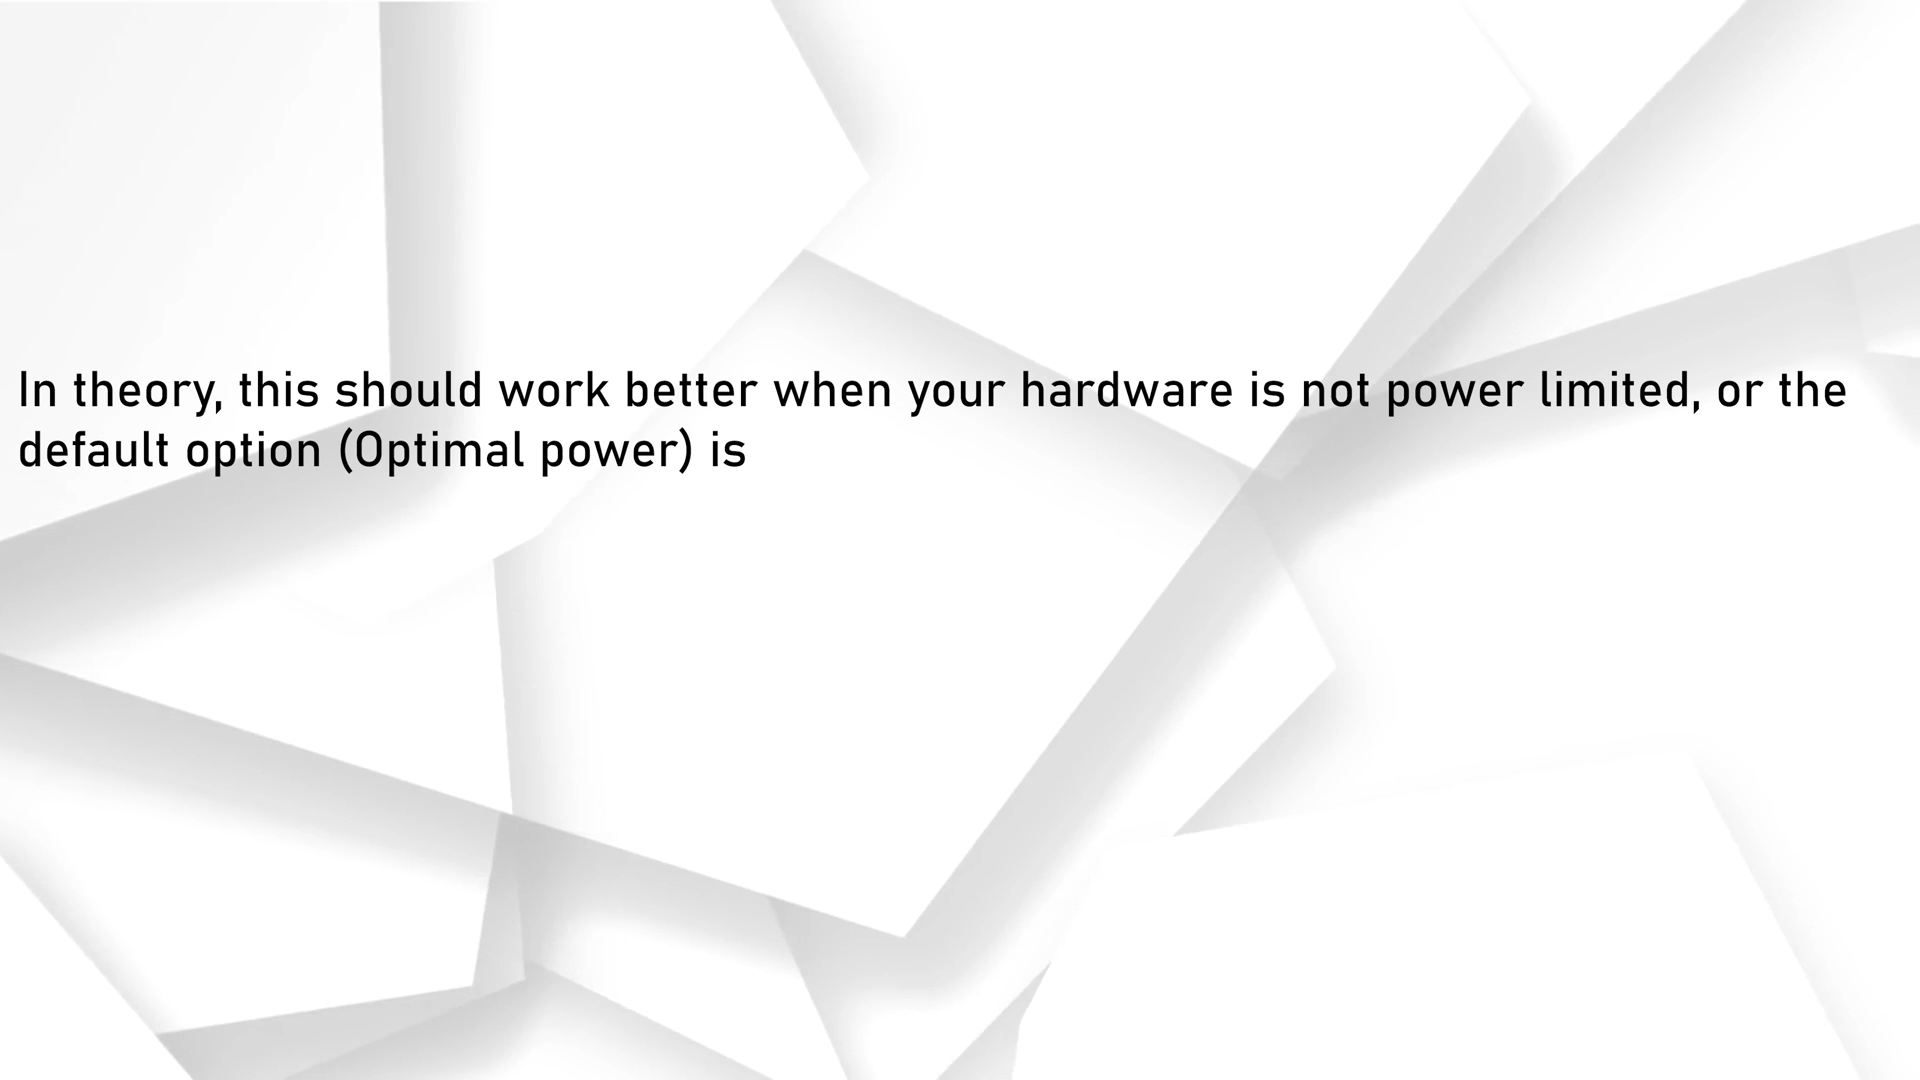 In theory, this should work better when your hardware is not power limited, or the
default option (Optimal power) is